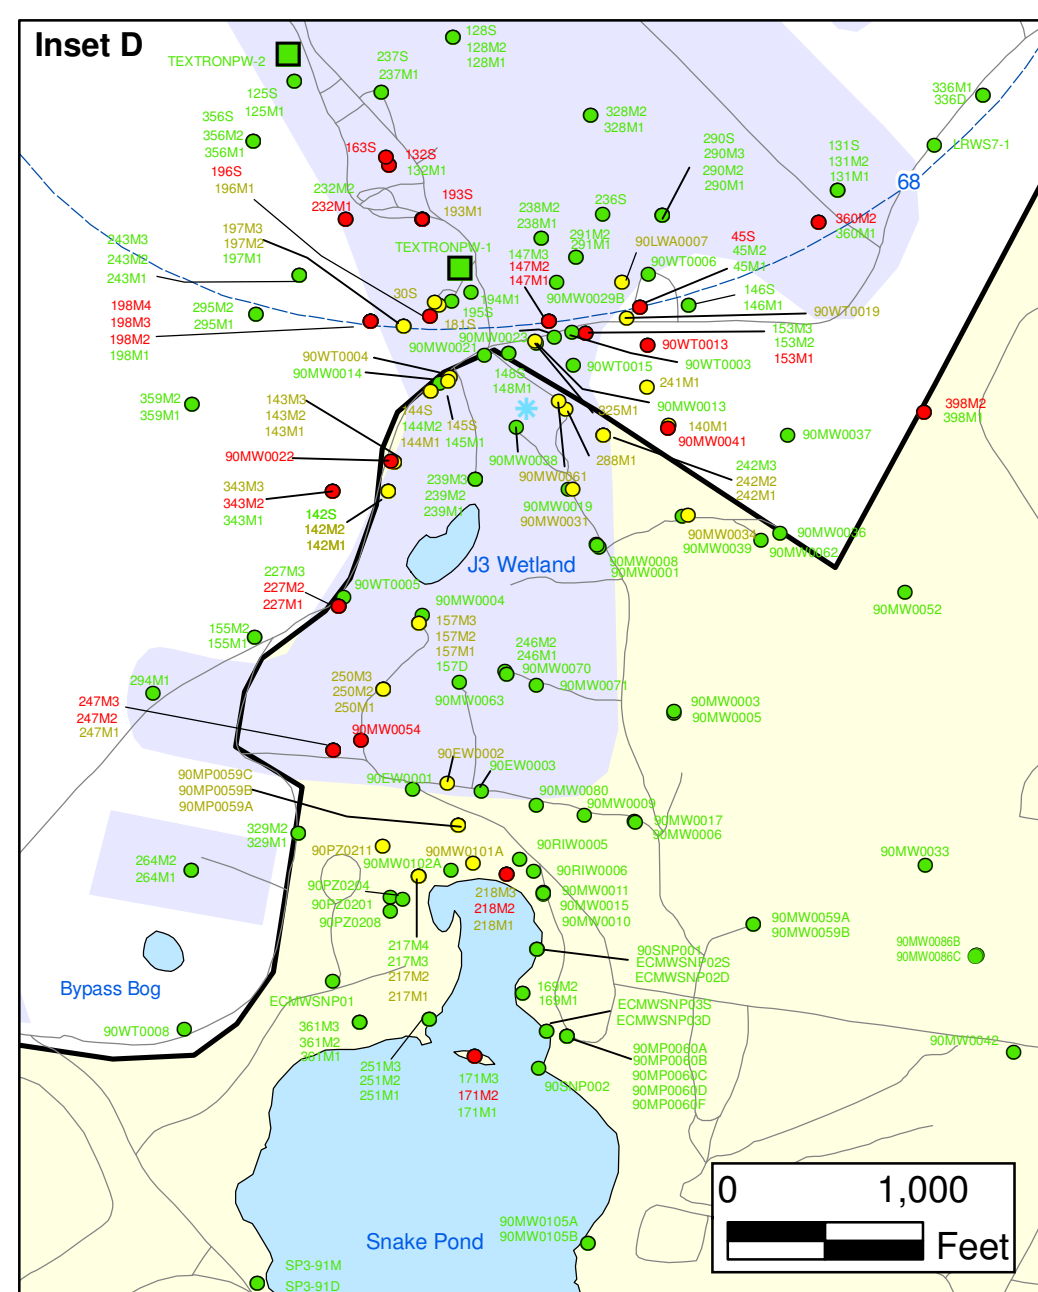 Inset D
TEXTRONPW-2
128S
128M2
128M1
237S
237M1
125S
125M1
356S
356M2
356M1
196S
196M1
163S
132S
132M1
328M2
328M1
290S
290M3
290M2
290M1
336M1
336D
LRWS7-1
131S
131M2
131M1
68
232M2
232M1
193S
193M1
236S
238M2
238M1
291M2
291M1
360M2
360M1
197M3
197M2
197M1
243M3
243M2
243M1
TEXTRONPW-1
147M3
147M2
147M1
90LWA0007
90WT0006
45S
45M2
45M1
146S
146M1
90WT0019
198M4
198M3
198M2
198M1
295M2
295M1
30S
194M1
195S
181S
90MW0029B
90MW0023
90MW0021
153M3
153M2
153M1
90WT0013
90WT0003
90WT0015
90WT0004
90MW0014
148S
148M1
241M1
90MW0013
225M1
140M1
90MW0041
359M2
359M1
143M3
143M2
143M1
144S
144M2
144M1
145S
145M1
398M2
398M1
90MW0037
90MW0022
90MW0038
288M1
90MW0061
242M3
242M2
242M1
343M3
343M2
343M1
239M3
239M2
239M1
142S
142M2
142M1
90MW0019
90MW0031
90MW0034
90MW0039
90MW0036
90MW0062
J3 Wetland
90MW0008
90MW0001
227M3
227M2
227M1
90WT0005
90MW0052
90MW0004
157M3
157M2
157M1
157D
155M2
155M1
246M2
246M1
90MW0070
90MW0071
294M1
250M3
250M2
250M1
90MW0063
247M3
247M2
247M1
90MW0054
90MW0003
90MW0005
90EW0002
90EW0003
90EW0001
90MP0059C
90MP0059B
90MP0059A
90MW0080
90MW0009
90MW0017
90MW0006
329M2
329M1
90PZ0211
90MW0101A
90MW0102A
90RIW0005
90RIW0006
90MW0033
264M2
264M1
90PZ0204
90PZ0201
90PZ0208
218M3
218M2
218M1
90MW0011
90MW0015
90MW0010
90MW0059A
90MW0059B
217M4
217M3
217M2
217M1
90SNP001
ECMWSNP02S
ECMWSNP02D
90MW0086B
90MW0086C
Bypass Bog
ECMWSNP01
169M2
169M1
ECMWSNP03S
ECMWSNP03D
90WT0008
361M3
361M2
361M1
90MW0042
90MP0060A
90MP0060B
90MP0060C
90MP0060D
90MP0060F
251M3
251M2
251M1
171M3
171M2
171M1
90SNP002
0 1,000
Feet
90MW0105A
90MW0105B
Snake Pond
SP3-91M
SP3-91D